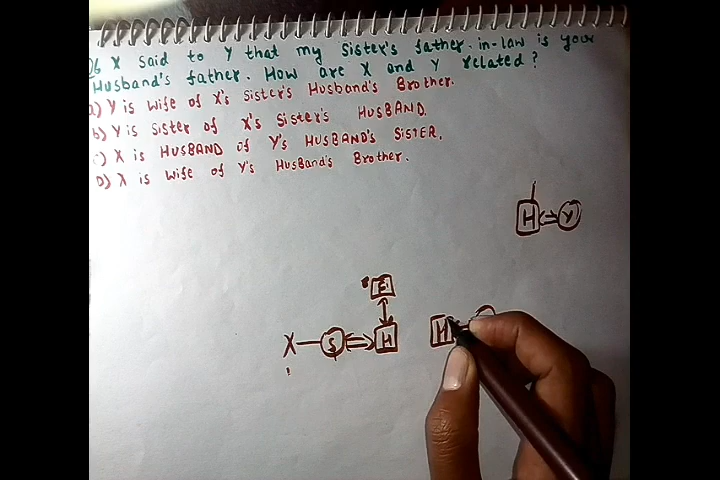 Q6 X said to Y that my sister's father-in-law is your
Husband's father. How are X and Y related?
a) Y is wife of X's sister's Husband's Brother.
b) Y is sister of X's sister's HUSBAND.
c) X is HUSBAND of Y's HUSBAND'S SISTER.
D) X is wife of Y's Husband's Brother.
H Y
F
X S H H